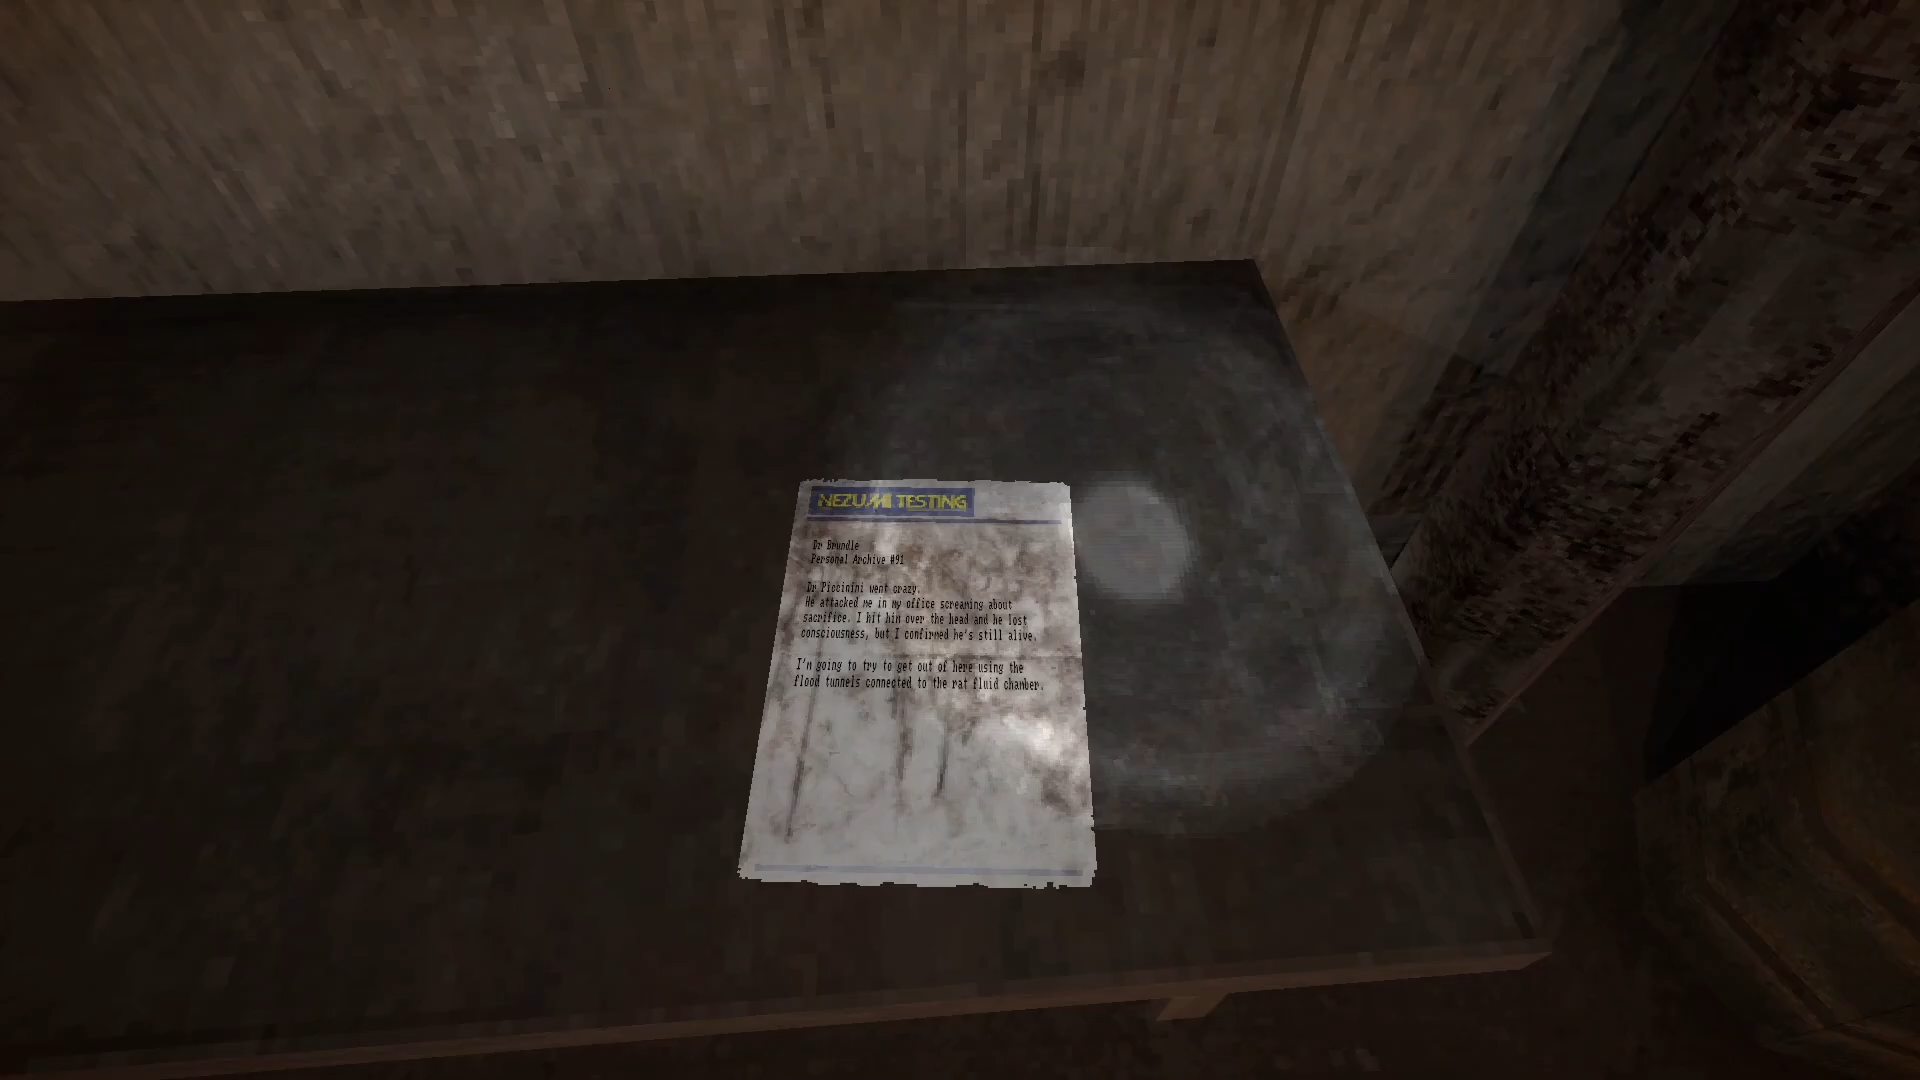 NEZUMI TESTING
Dr Brundle
Personal Archive #91
Dr Piccinini went crazy.
He attacked me in my office screaming about
sacrifice. I hit him over the head and he lost
consciousness, but I confirmed he's still alive.
I'm going to try to get out of here using the
flood tunnels connected to the rat fluid chamber.